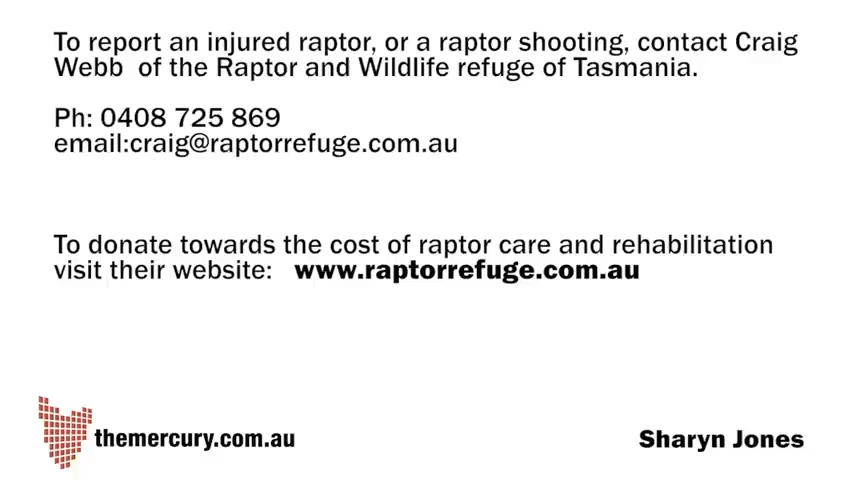 To report an injured raptor, or a raptor shooting, contact Craig
Webb  of the Raptor and Wildlife refuge of Tasmania.
Ph: 0408 725 869
email:craig@raptorrefuge.com.au
To donate towards the cost of raptor care and rehabilitation
visit their website:   www.raptorrefuge.com.au
themercury.com.au
Sharyn Jones